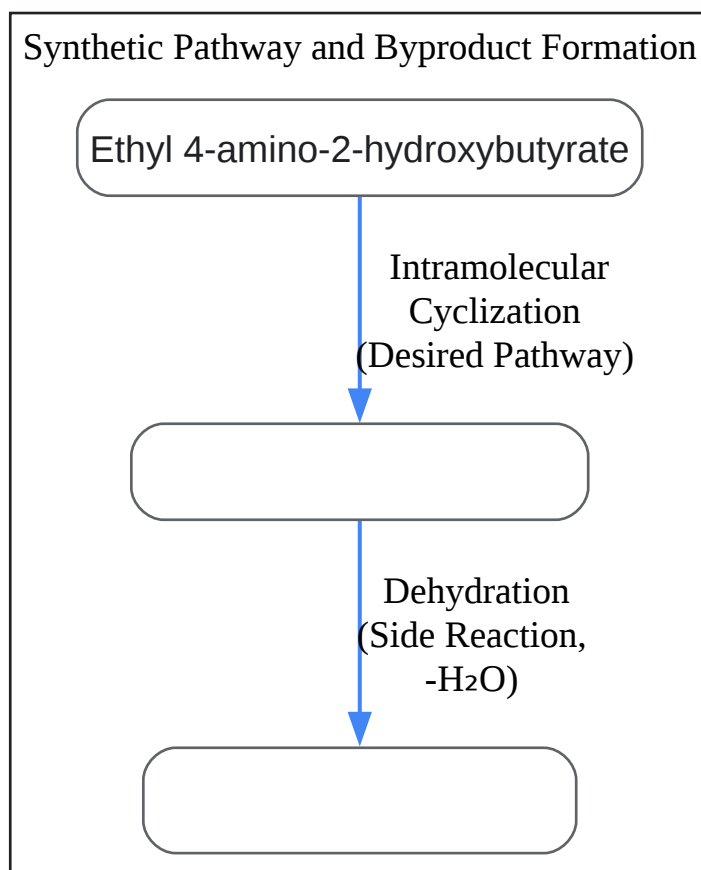 Synthetic Pathway and Byproduct Formation
Ethyl 4-amino-2-hydroxybutyrate
Intramolecular
Cyclization
(Desired Pathway)
Dehydration
(Side Reaction,
-H₂O)